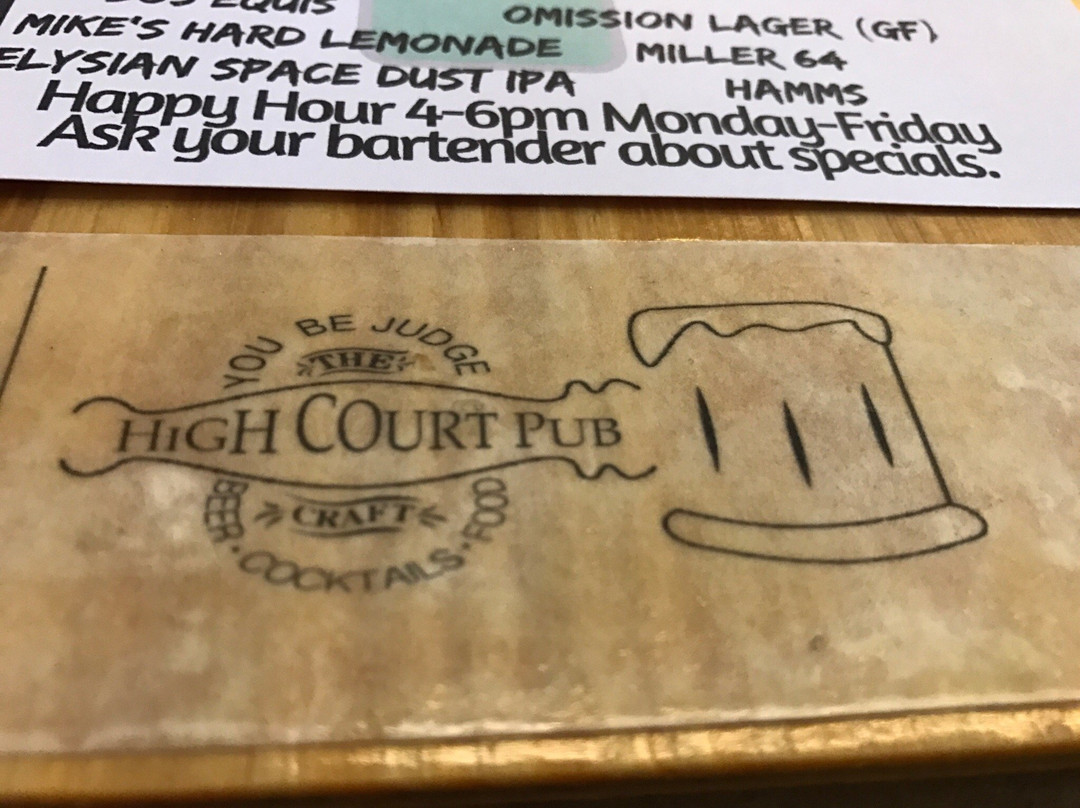 EQUIS
OMISSION LAGER (GF)
MIKE'S HARD LEMONADE
MILLER 64
ELYSIAN SPACE DUST IPA
HAMMS
Happy Hour 4-6pm Monday-Friday
Ask your bartender about specials.
YOU BE JUDGE
THE
HIGH COURT PUB
CRAFT
BEER · COCKTAILS · FOOD